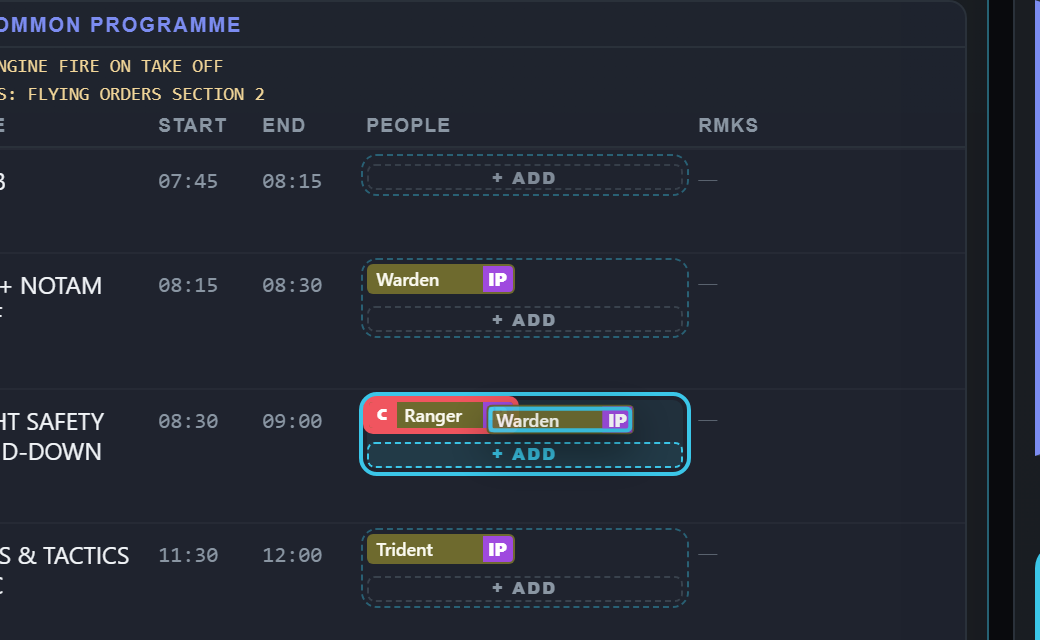 OMMON PROGRAMME
NGINE FIRE ON TAKE OFF
S: FLYING ORDERS SECTION 2
E START END PEOPLE RMKS
B 07:45 08:15 + ADD —
+ NOTAM 08:15 08:30 Warden IP —
F + ADD
HT SAFETY 08:30 09:00 C Ranger Warden IP —
D-DOWN + ADD
S & TACTICS 11:30 12:00 Trident IP —
C + ADD